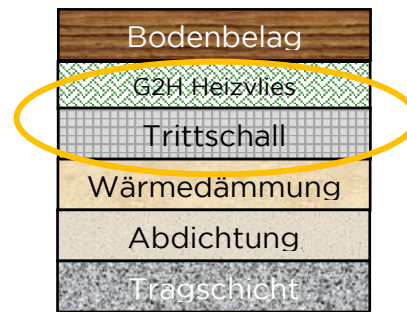 Bodenbelag
G2H Heizvlies
Trittschall
Wärmedämmung
Abdichtung
Tragschicht